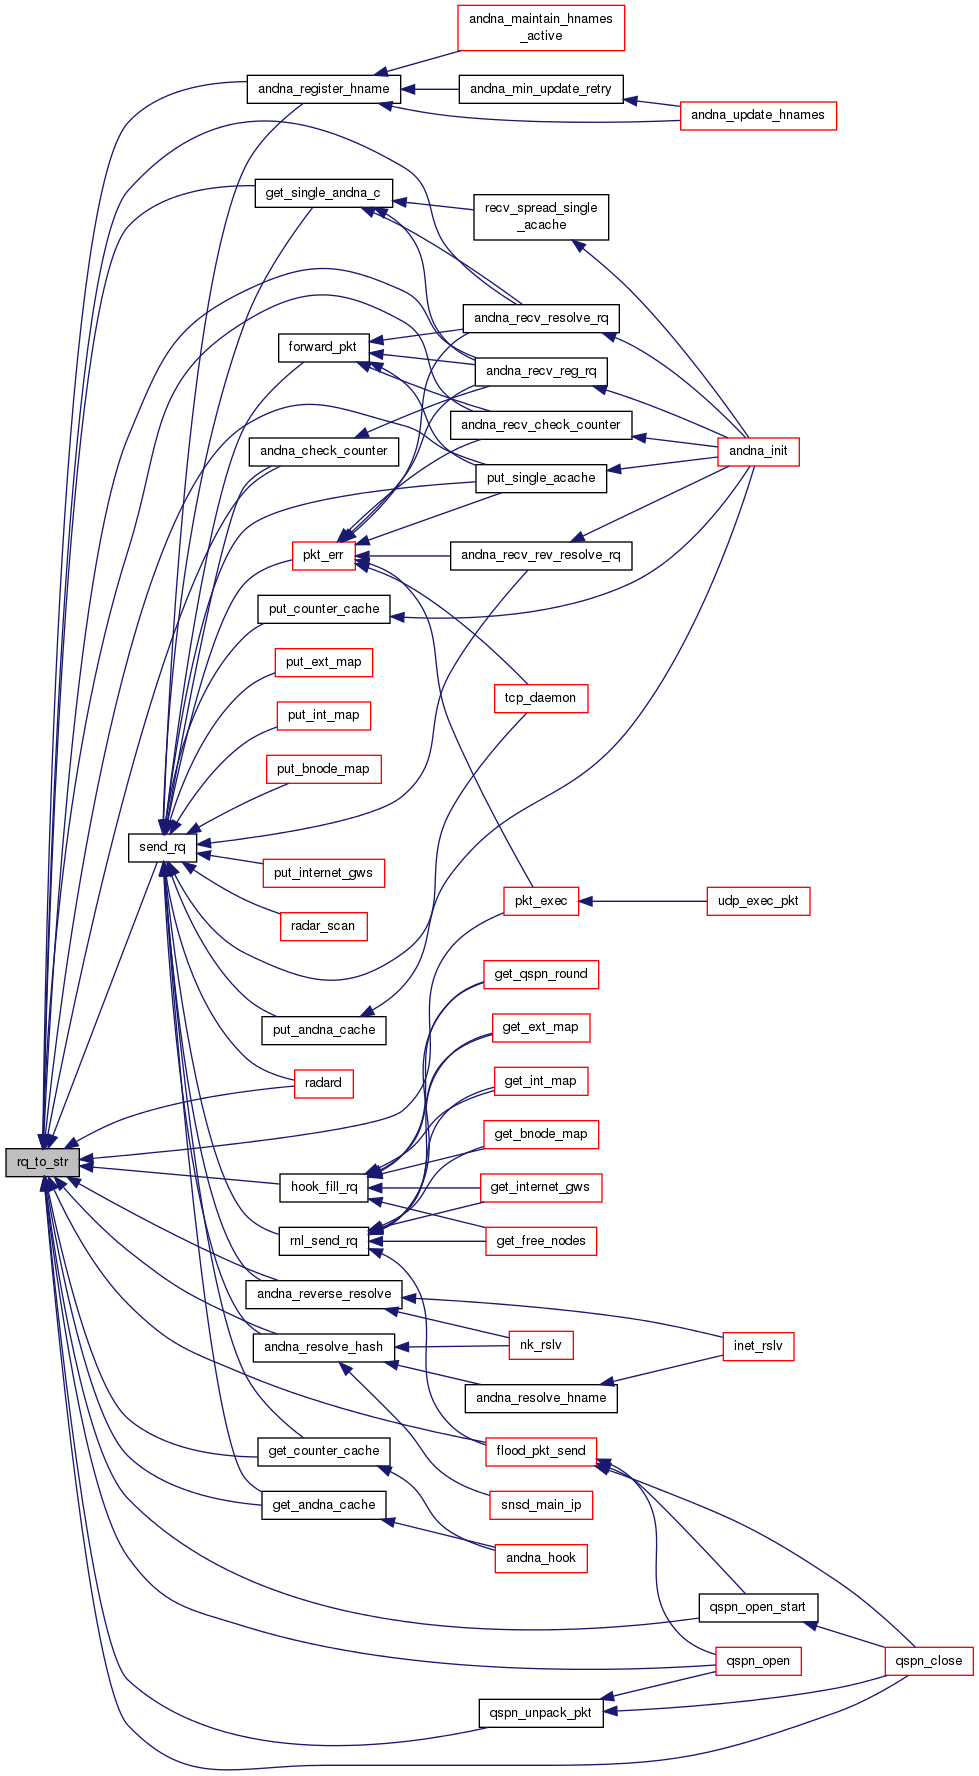 andna_maintain_hnames
_active
andna_register_hname
andna_min_update_retry
andna_update_hnames
get_single_andna_c
recv_spread_single
_acache
andna_recv_resolve_rq
forward_pkt
andna_recv_reg_rq
andna_recv_check_counter
andna_check_counter
andna_init
put_single_acache
pkt_err
andna_recv_rev_resolve_rq
put_counter_cache
put_ext_map
tcp_daemon
put_int_map
put_bnode_map
send_rq
put_internet_gws
pkt_exec
udp_exec_pkt
radar_scan
get_qspn_round
put_andna_cache
get_ext_map
radard
get_int_map
get_bnode_map
rq_to_str
hook_fill_rq
get_internet_gws
rnl_send_rq
get_free_nodes
andna_reverse_resolve
nk_rslv
inet_rslv
andna_resolve_hash
andna_resolve_hname
get_counter_cache
flood_pkt_send
get_andna_cache
snsd_main_ip
andna_hook
qspn_open_start
qspn_open
qspn_close
qspn_unpack_pkt